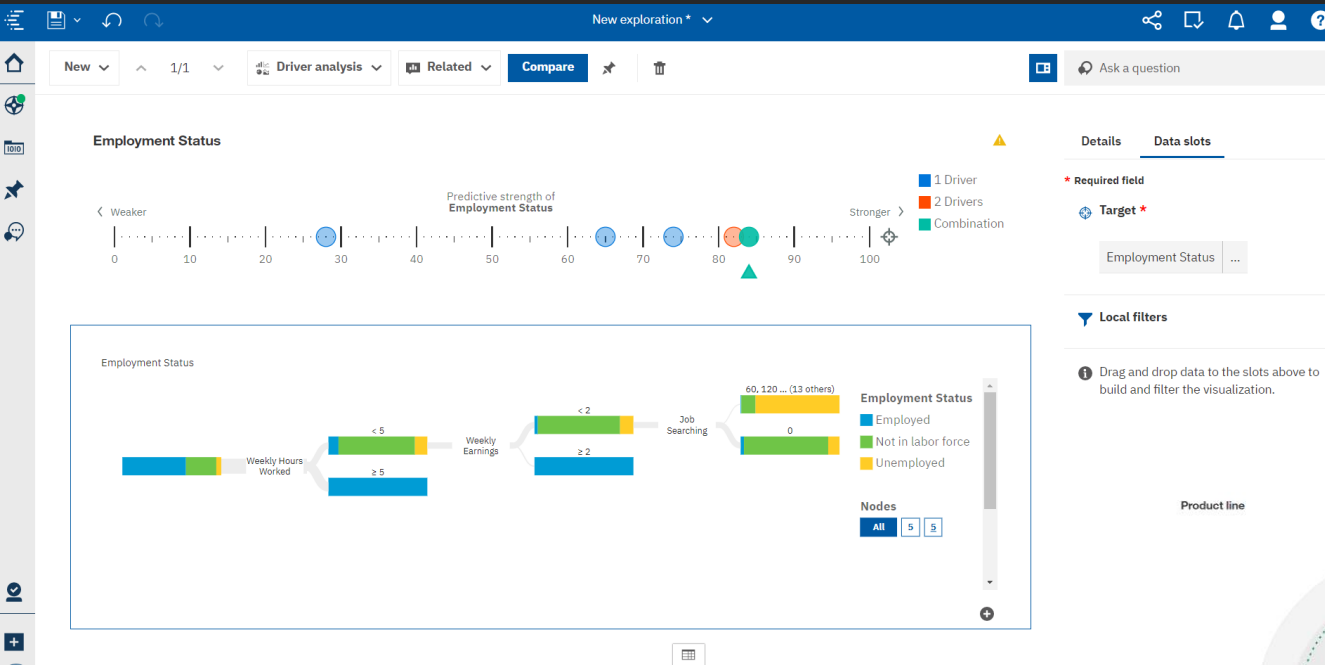 New exploration *
New
1/1
Driver analysis
Related
Compare
Ask a question
Employment Status
Details
Data slots
* Required field
Target *
Employment Status
...
Local filters
Drag and drop data to the slots above to
build and filter the visualization.
Product line
Predictive strength of
Employment Status
Weaker
Stronger
1 Driver
2 Drivers
Combination
0 10 20 30 40 50 60 70 80 90 100
Employment Status
Weekly Hours
Worked
< 5
≥ 5
Weekly
Earnings
< 2
≥ 2
Job
Searching
60, 120 ... (13 others)
0
Employment Status
Employed
Not in labor force
Unemployed
Nodes
All 5 5